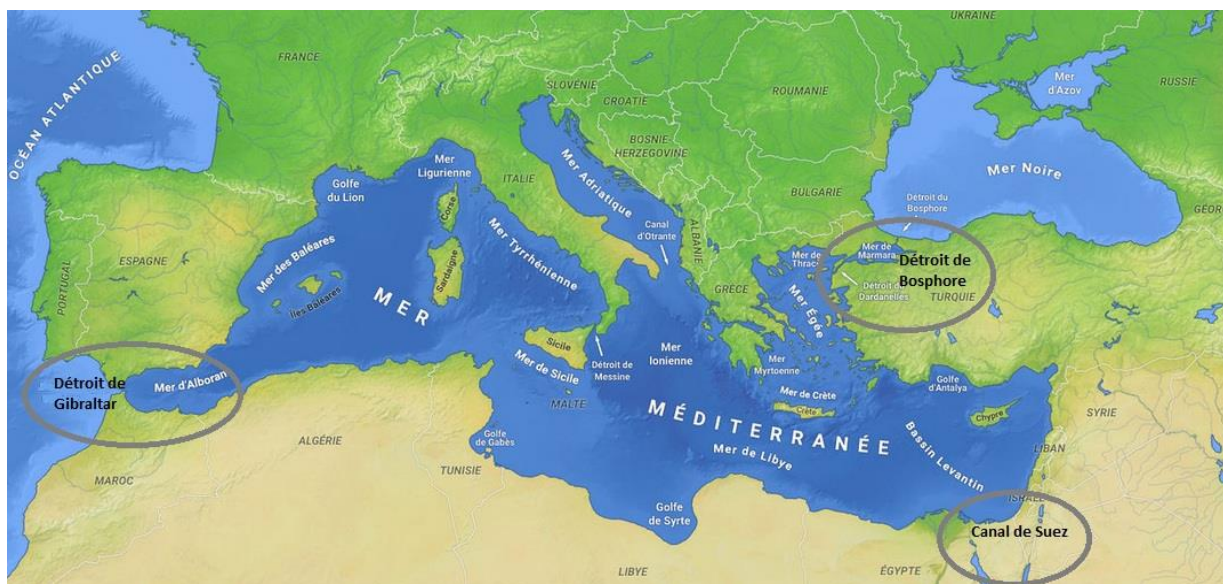 UKRAINE
FRANCE
OCÉAN ATLANTIQUE
SLOVÉNIE
CROATIE
ROUMANIE
Mer
d'Azov
RUSSIE
BOSNIE-
HERZEGOVINE
Mer
Ligurienne
ITALIE
Mer Adriatique
Mer Noire
Golfe
du Lion
Corse
BULGARIE
Détroit du
Bosphore
GÉOR
Canal
d'Otrante
ALBANIE
PORTUGAL
ESPAGNE
Mer des Baléares
Îles Baléares
Sardaigne
Mer Tyrrhénienne
Mer de
Thrac
Mer de
Marmara
Détroit de
Bosphore
Détroit d
Dardanelles
TURQUIE
GRÈCE
Mer Égée
MER
Sicile
Mer de Sicile
Détroit de
Messine
Mer
Ionienne
Mer
Myrtoenne
Golfe
d'Antalya
Détroit de
Gibraltar
Mer d'Alboran
MALTE
Mer de Crète
Crète
Chypre
SYRIE
MÉDITERRANÉE
Mer de Libye
Bassin Levantin
LIBAN
ALGÉRIE
Golfe
de Gabès
TUNISIE
MAROC
ISRAËL
Golfe
de Syrte
Canal de Suez
LIBYE
ÉGYPTE